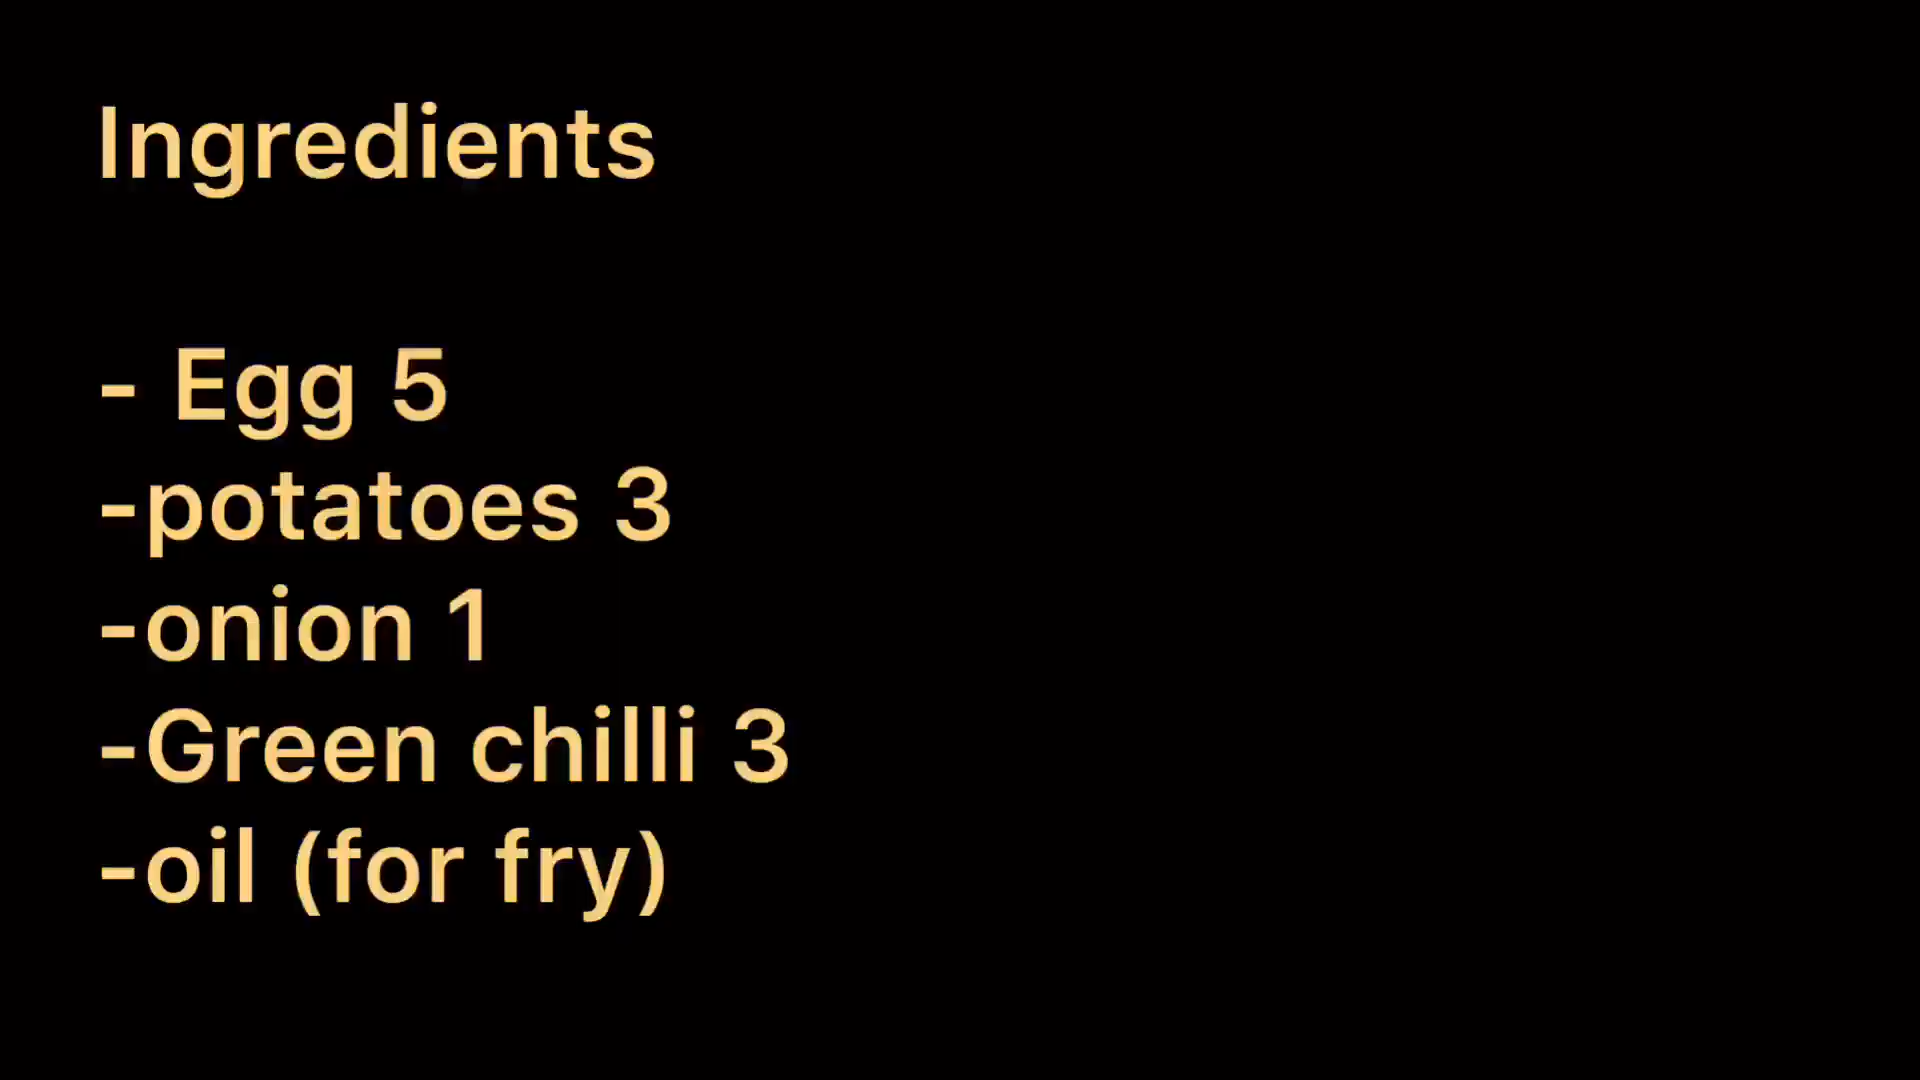 Ingredients
- Egg 5
-potatoes 3
-onion 1
-Green chilli 3
-oil (for fry)